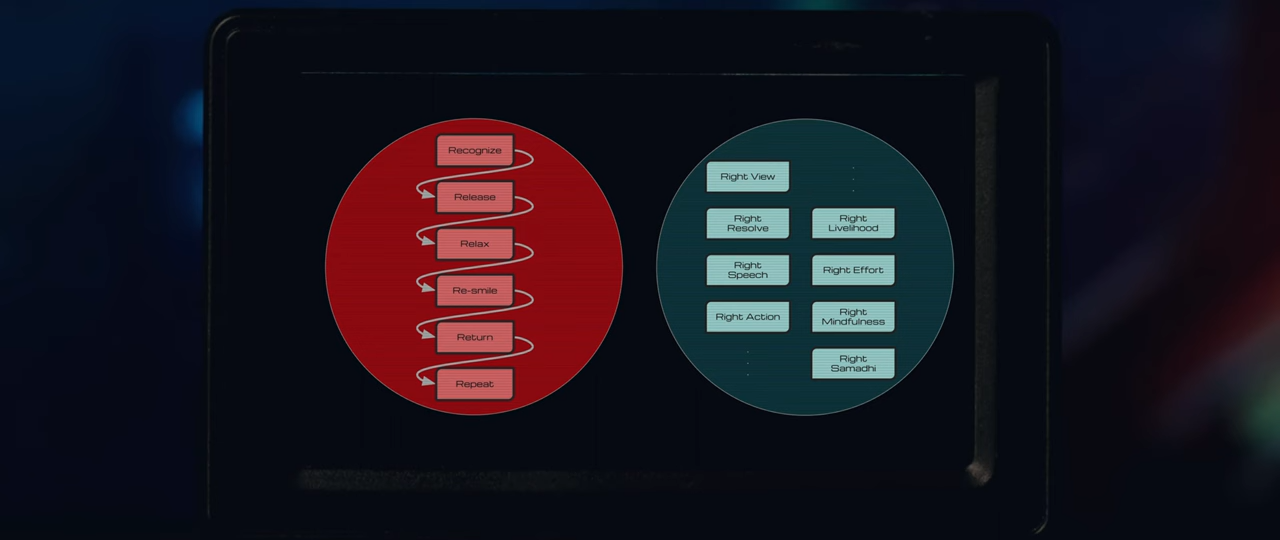 Recognize
Release
Relax
Re-smile
Return
Repeat
Right View
Right
Resolve
Right
Speech
Right Action
Right
Livelihood
Right Effort
Right
Mindfulness
Right
Samadhi